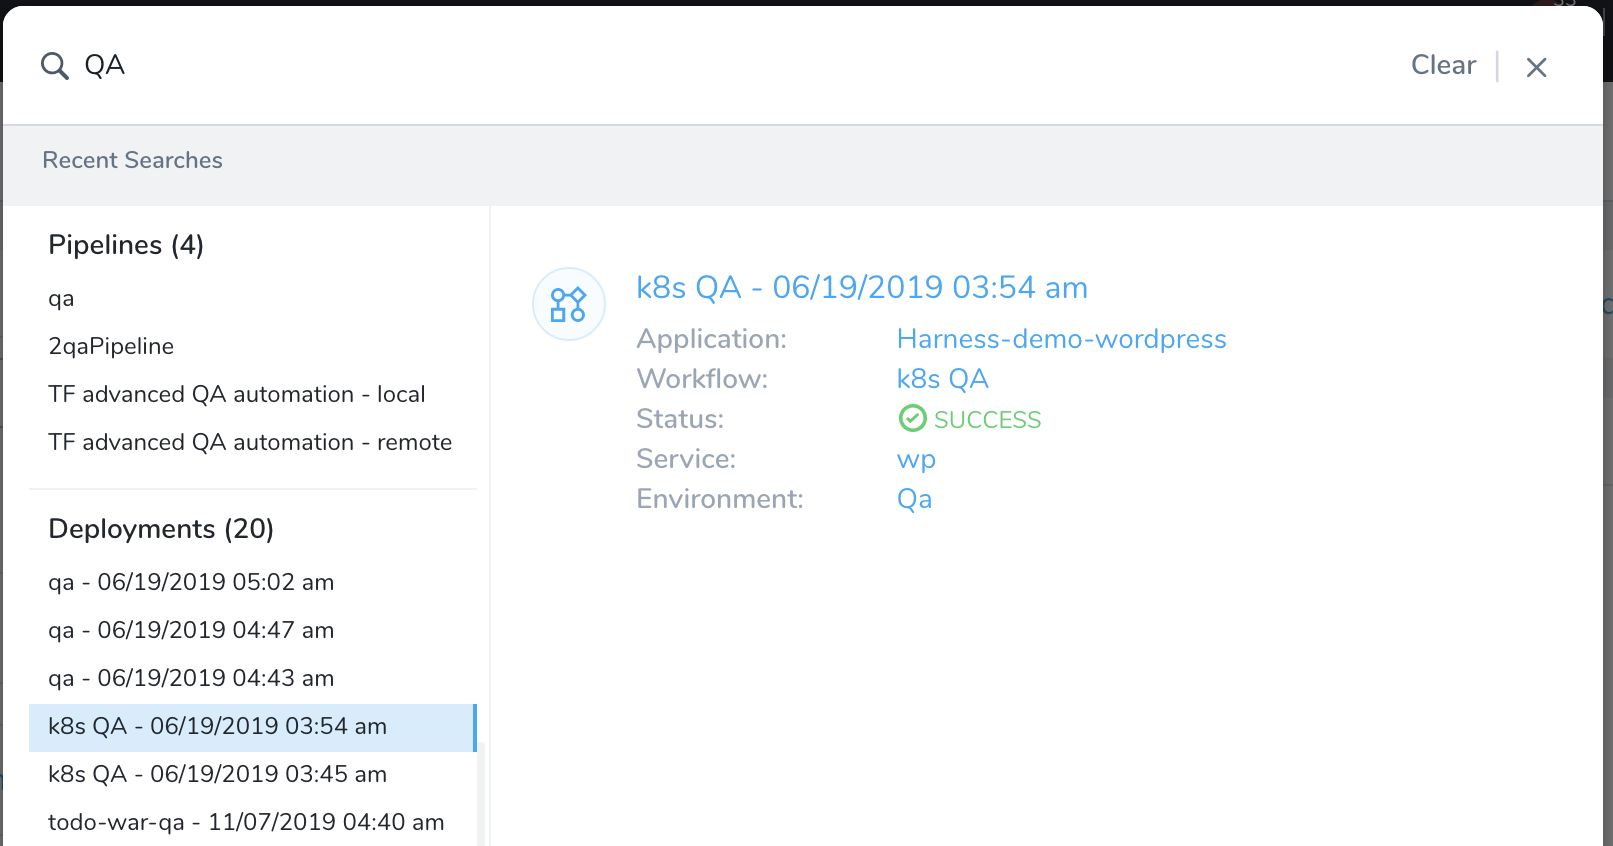 QA
Clear
Recent Searches
Pipelines (4)
qa
2qaPipeline
TF advanced QA automation - local
TF advanced QA automation - remote
Deployments (20)
qa - 06/19/2019 05:02 am
qa - 06/19/2019 04:47 am
qa - 06/19/2019 04:43 am
k8s QA - 06/19/2019 03:54 am
k8s QA - 06/19/2019 03:45 am
todo-war-qa - 11/07/2019 04:40 am
k8s QA - 06/19/2019 03:54 am
Application: Harness-demo-wordpress
Workflow: k8s QA
Status: SUCCESS
Service: wp
Environment: Qa